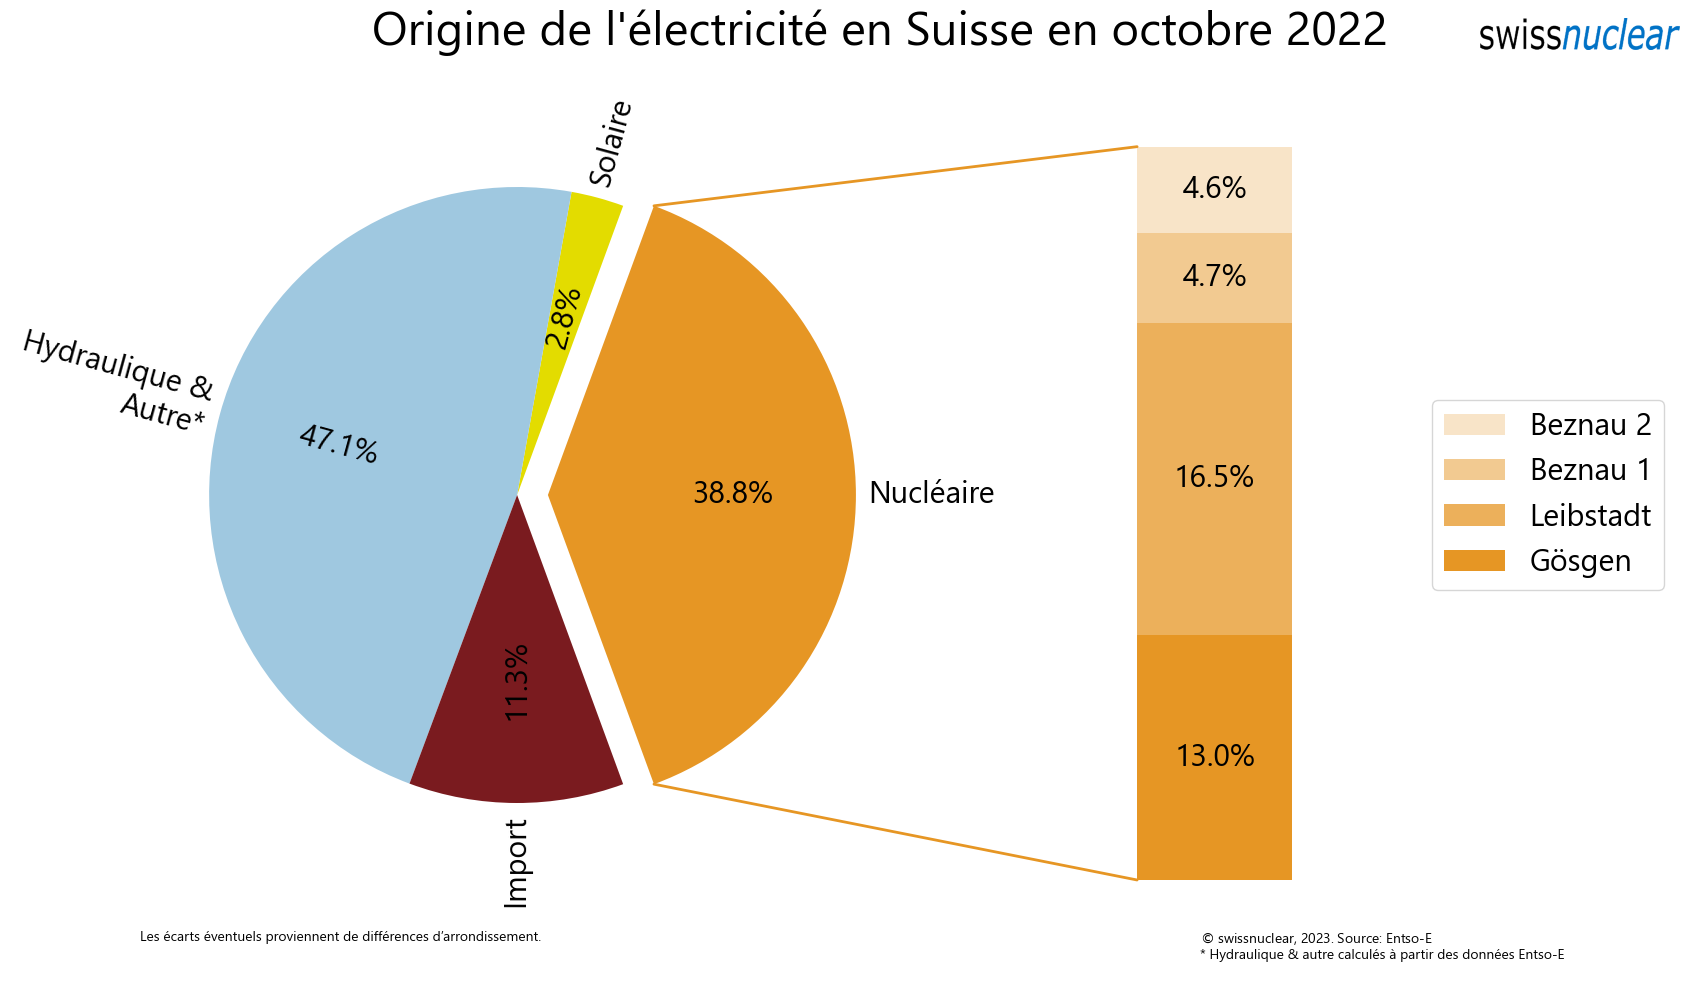 Origine de l'électricité en Suisse en octobre 2022
swissnuclear
Solaire
2.8%
Hydraulique &
Autre*
47.1%
38.8%
Nucléaire
11.3%
Import
4.6%
4.7%
16.5%
13.0%
Beznau 2
Beznau 1
Leibstadt
Gösgen
Les écarts éventuels proviennent de différences d’arrondissement.
© swissnuclear, 2023. Source: Entso-E
* Hydraulique & autre calculés à partir des données Entso-E